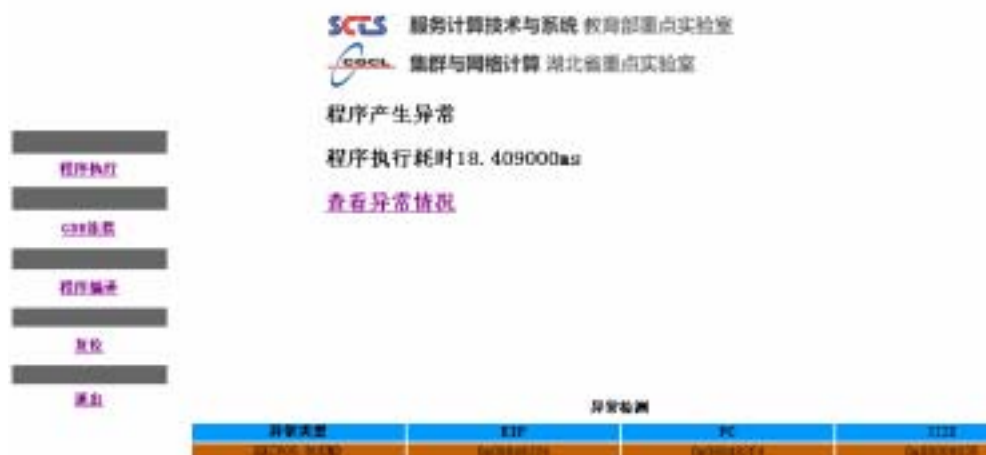 SCTS 服务计算技术与系统 教育部重点实验室
CGCL 集群与网格计算 湖北省重点实验室
程序产生异常
程序执行耗时18.409000ms
查看异常情况
程序执行
程序编译
复位
退出
异常检测
异常类型 EIP PC